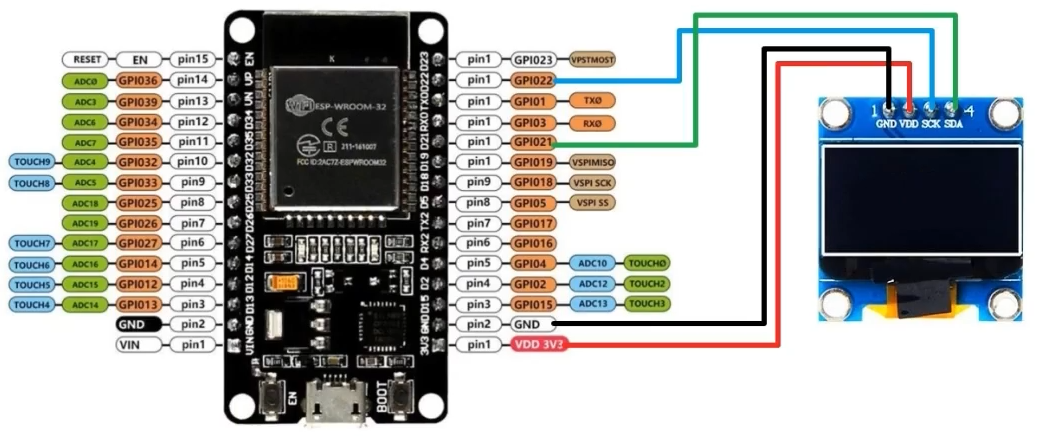 RESET EN pin15 EN
ADC0 GPIO36 pin14 VP
ADC3 GPIO39 pin13 VN
ADC6 GPIO34 pin12 D34
ADC7 GPIO35 pin11 D35
TOUCH9 ADC4 GPIO32 pin10 D32
TOUCH8 ADC5 GPIO33 pin9 D33
ADC18 GPIO25 pin8 D25
ADC19 GPIO26 pin7 D26
TOUCH7 ADC17 GPIO27 pin6 D27
TOUCH6 ADC16 GPIO14 pin5 D14
TOUCH5 ADC15 GPIO12 pin4 D12
TOUCH4 ADC14 GPIO13 pin3 D13
GND pin2 GND
VIN pin1 VIN
K
WiFi ESP-WROOM-32
CE
R 211-161007
FCC ID:2AC7Z-ESPWROOM32
EN
BOOT
D23 pin1 GPIO23 VPSTMOST
D22 pin1 GPIO22
TX0 pin1 GPIO1 TX0
RX0 pin1 GPIO3 RX0
D21 pin1 GPIO21
D19 pin1 GPIO19 VSPIMISO
D18 pin9 GPIO18 VSPI SCK
D5 pin8 GPIO5 VSPI SS
TX2 pin7 GPIO17
RX2 pin6 GPIO16
D4 pin5 GPIO4 ADC10 TOUCH0
D2 pin4 GPIO2 ADC12 TOUCH2
D15 pin3 GPIO15 ADC13 TOUCH3
GND pin2 GND
3V3 pin1 VDD 3V3
1 4
GND VDD SCK SDA